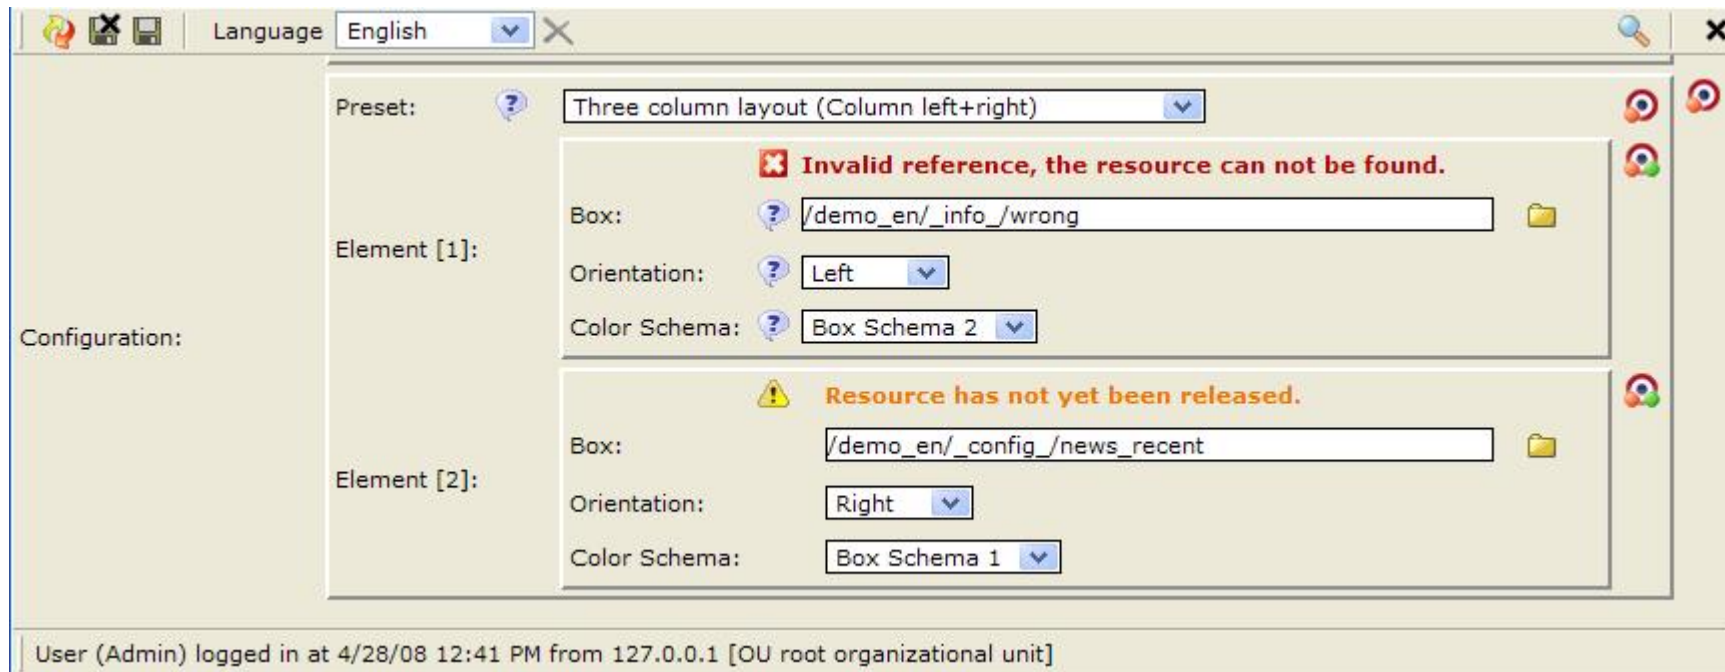 Language English
Preset: Three column layout (Column left+right)
Invalid reference, the resource can not be found.
Box: /demo_en/_info_/wrong
Element [1]:
Orientation: Left
Color Schema: Box Schema 2
Configuration:
Resource has not yet been released.
Box: /demo_en/_config_/news_recent
Element [2]:
Orientation: Right
Color Schema: Box Schema 1
User (Admin) logged in at 4/28/08 12:41 PM from 127.0.0.1 [OU root organizational unit]